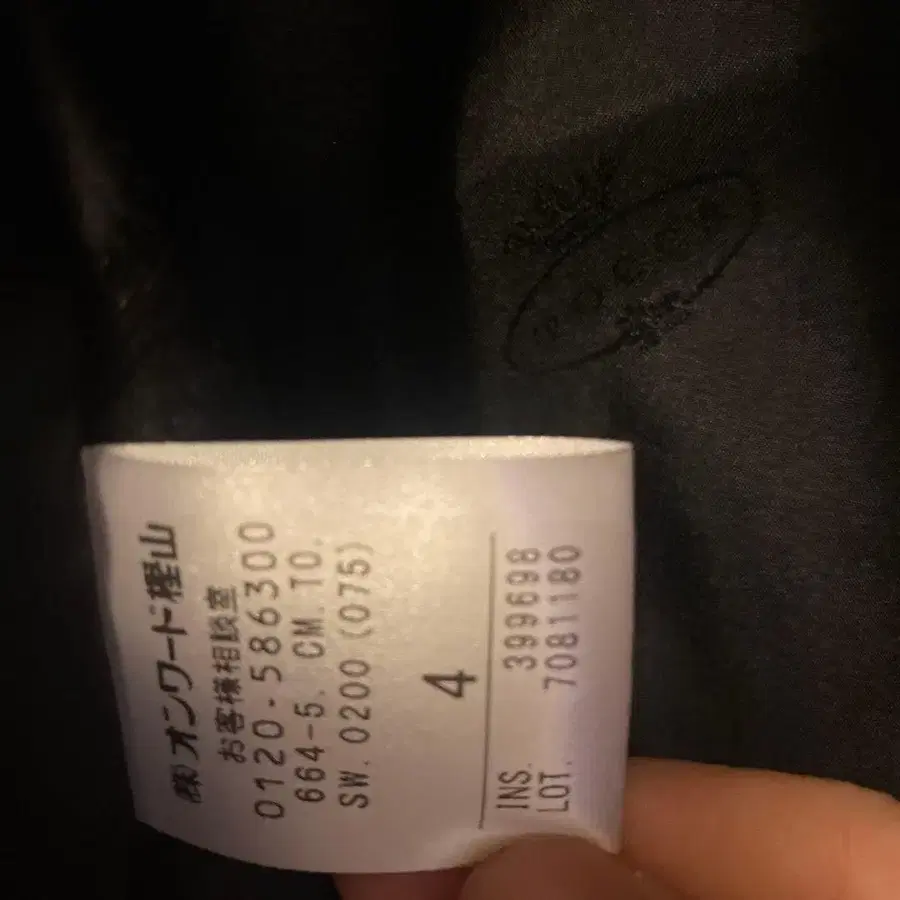 ㈱オンワード樫山
お客様相談室
0120-586300
664-5. CM.TO.
SW. 0200 (075)
4
INS. 399698
LOT. 7081180